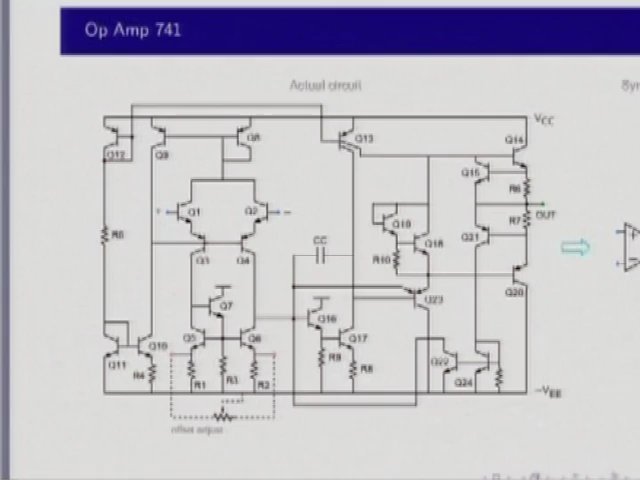 Op Amp 741
Actual circuit
VCC
Q12
Q9
Q8
Q13
Q14
Q15
R6
OUT
R7
+
Q1
Q2
−
Q19
Q18
Q21
R5
Q3
Q4
CC
R10
Q20
Q7
Q23
Q16
Q5
Q6
Q17
Q11
Q10
R9
R8
Q22
Q24
R4
R1
R3
R2
−VEE
offset adjust